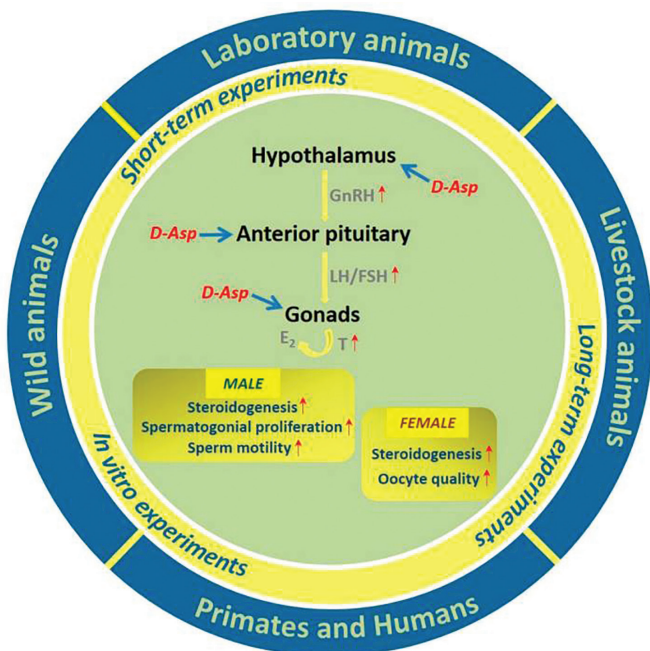 Laboratory animals
Short-term experiments
Hypothalamus
D-Asp
GnRH ↑
D-Asp
Anterior pituitary
LH/FSH ↑
D-Asp
Gonads
E₂
T ↑
MALE
Steroidogenesis ↑
Spermatogonial proliferation ↑
Sperm motility ↑
FEMALE
Steroidogenesis ↑
Oocyte quality ↑
Wild animals
Livestock animals
In vitro experiments
Long-term experiments
Primates and Humans